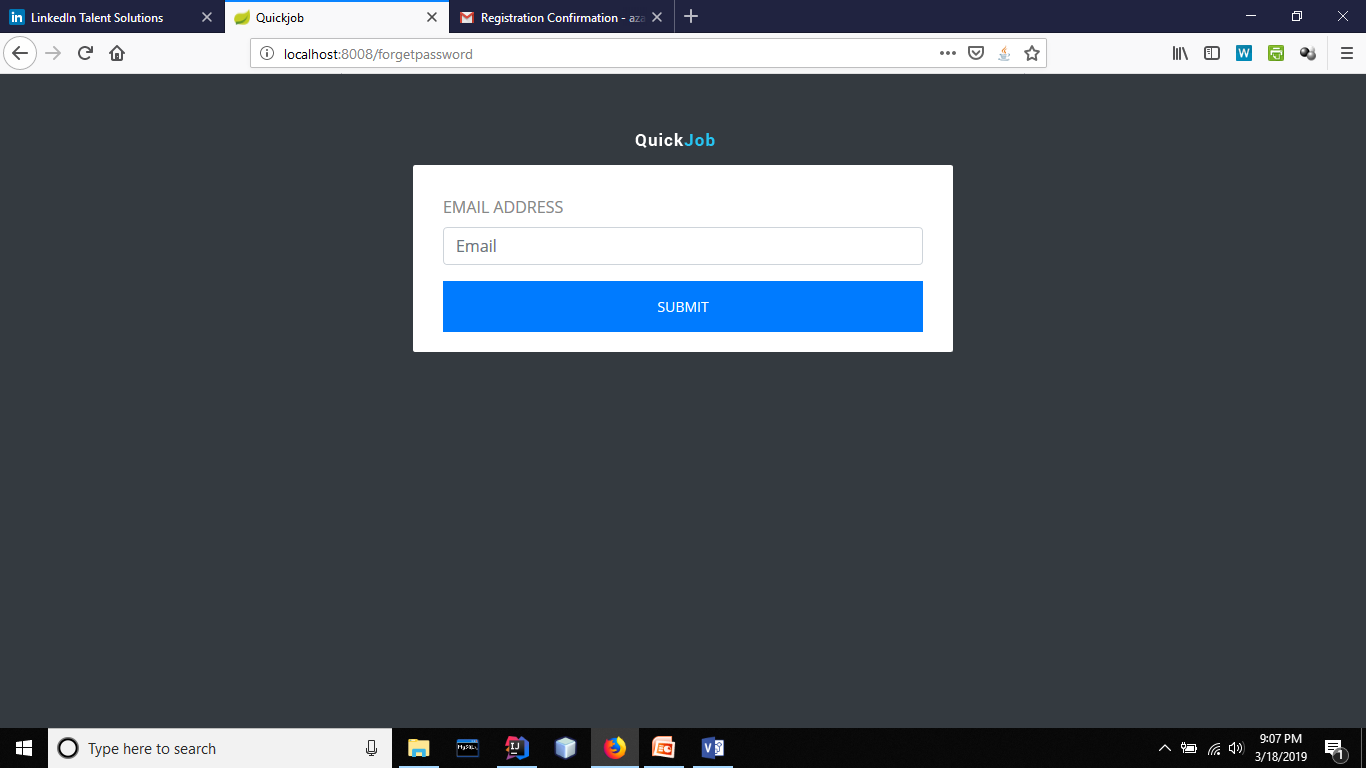 LinkedIn Talent Solutions
Quickjob
Registration Confirmation - aza
localhost:8008/forgetpassword
QuickJob
EMAIL ADDRESS
Email
SUBMIT
Type here to search
9:07 PM
3/18/2019
1